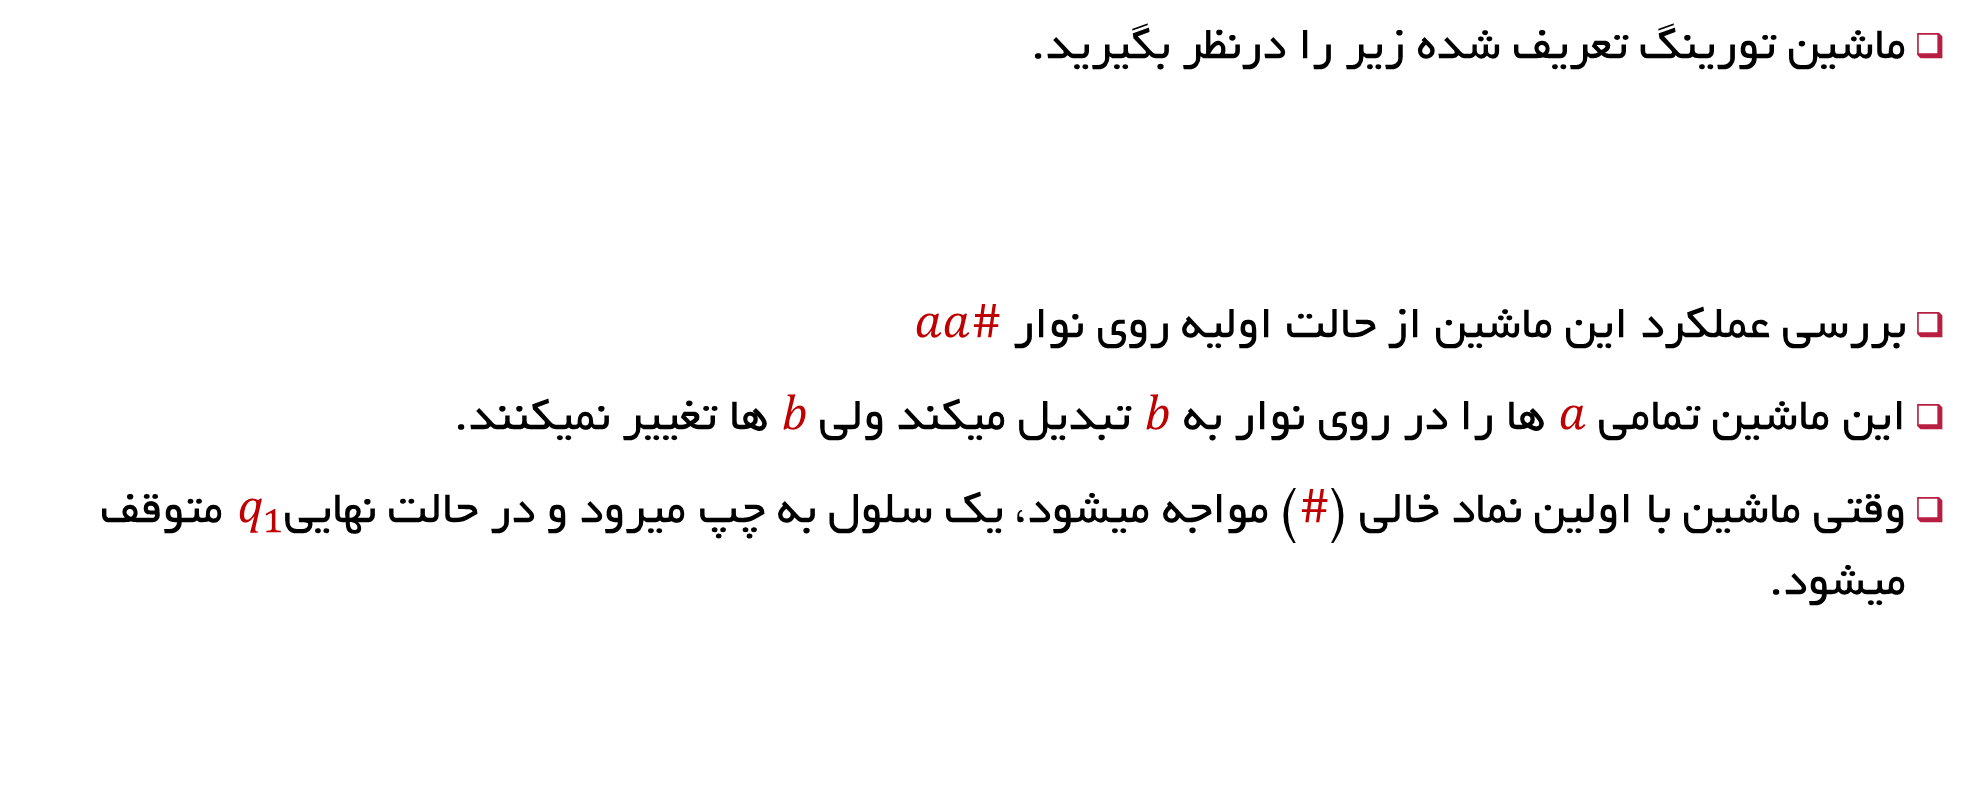 ماشین تورینگ تعریف شده زیر را درنظر بگیرید.
بررسی عملکرد این ماشین از حالت اولیه روی نوار aa#
این ماشین تمامی a ها را در روی نوار به b تبدیل میکند ولی b ها تغییر نمیکنند.
وقتی ماشین با اولین نماد خالی (#) مواجه میشود، یک سلول به چپ میرود و در حالت نهایی q₁ متوقف
میشود.